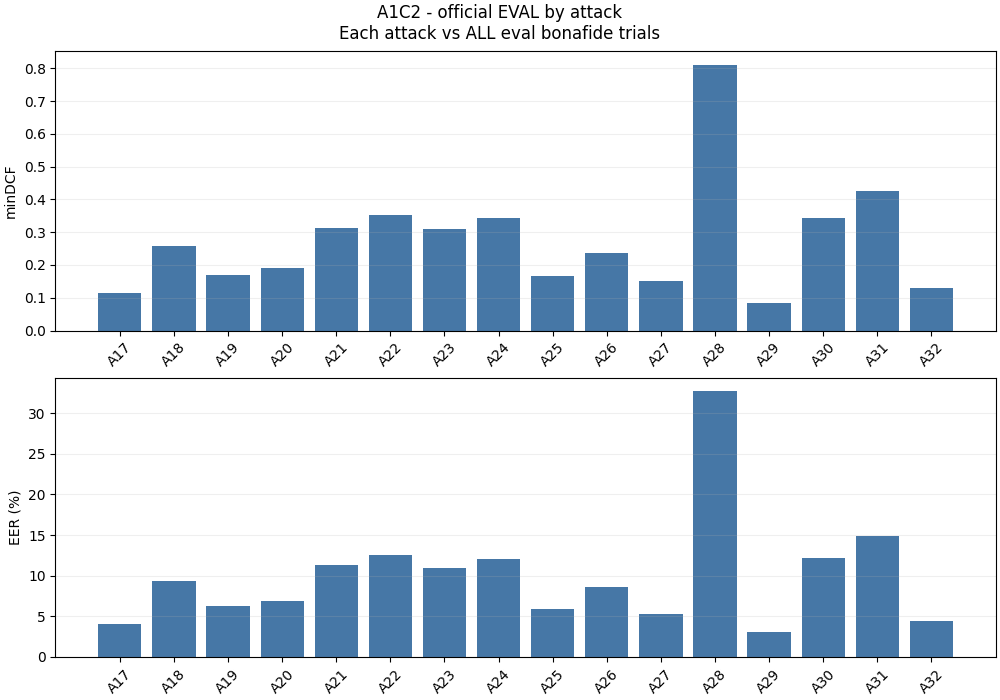 A1C2 - official EVAL by attack
Each attack vs ALL eval bonafide trials
minDCF
0.8
0.7
0.6
0.5
0.4
0.3
0.2
0.1
0.0
A17 A18 A19 A20 A21 A22 A23 A24 A25 A26 A27 A28 A29 A30 A31 A32
EER (%)
30
25
20
15
10
5
0
A17 A18 A19 A20 A21 A22 A23 A24 A25 A26 A27 A28 A29 A30 A31 A32